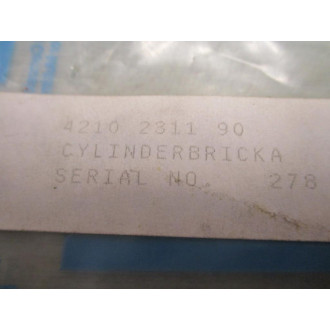 4210 2311 90
CYLINDERBRICKA
SERIAL NO 278